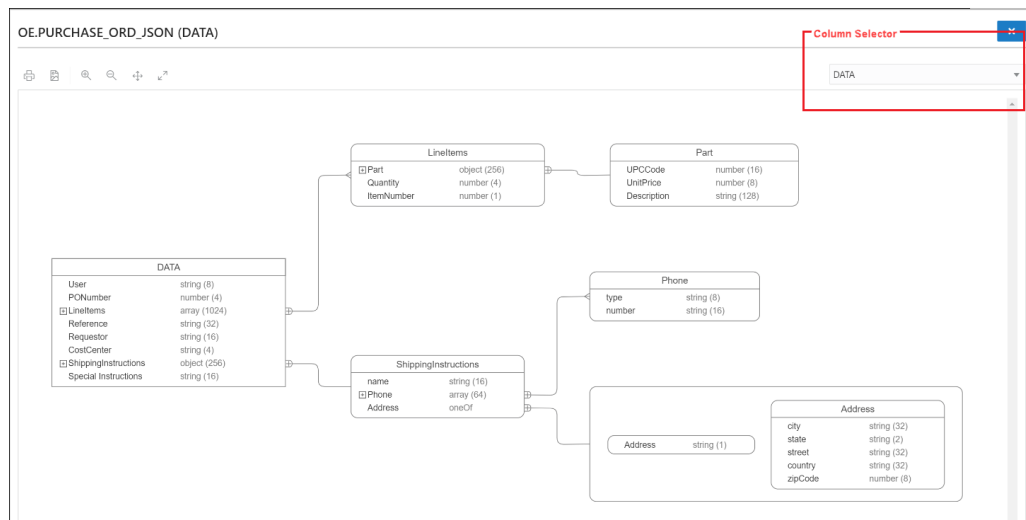 OE.PURCHASE_ORD_JSON (DATA)
Column Selector
DATA
LineItems
Part object (256)
Quantity number (4)
ItemNumber number (1)
Part
UPCCode number (16)
UnitPrice number (8)
Description string (128)
DATA
User string (8)
PONumber number (4)
LineItems array (1024)
Reference string (32)
Requestor string (16)
CostCenter string (4)
ShippingInstructions object (256)
Special Instructions string (16)
Phone
type string (8)
number string (16)
ShippingInstructions
name string (16)
Phone array (64)
Address oneOf
Address string (1)
Address
city string (32)
state string (2)
street string (32)
country string (32)
zipCode number (8)